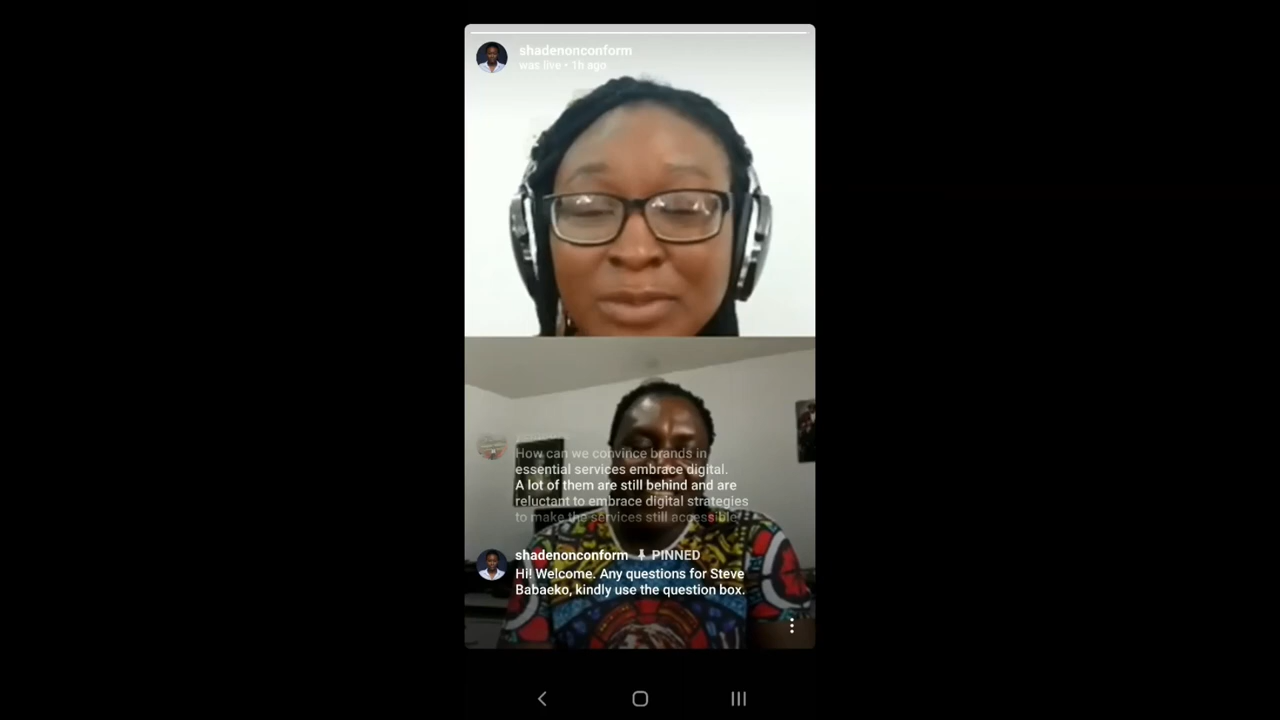 shadenonconform
was live • 1h ago
How can we convince brands in
essential services embrace digital.
A lot of them are still behind and are
reluctant to embrace digital strategies
to make the services still accessible
shadenonconform PINNED
Hi! Welcome. Any questions for Steve
Babaeko, kindly use the question box.